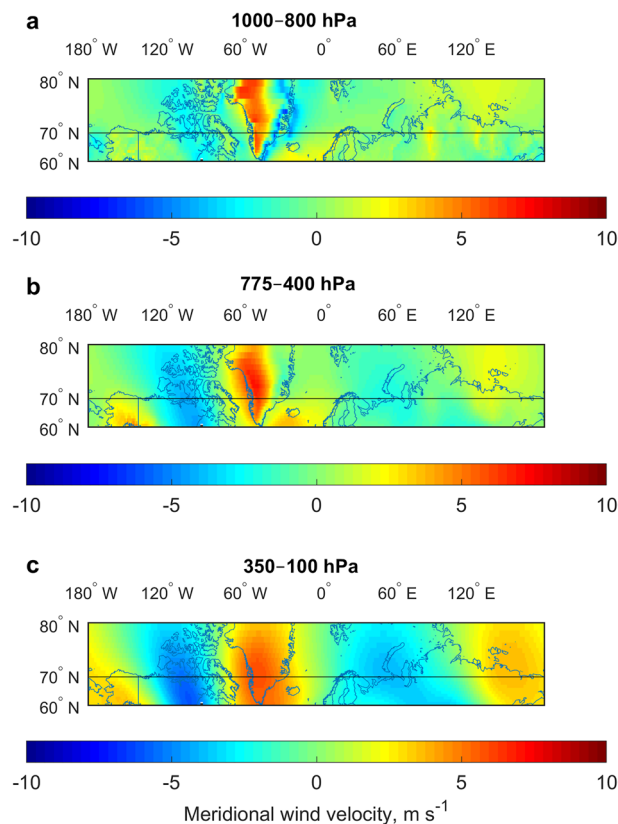 a
1000–800 hPa
180° W 120° W 60° W 0° 60° E 120° E
80° N
70° N
60° N
-10 -5 0 5 10
b
775–400 hPa
180° W 120° W 60° W 0° 60° E 120° E
80° N
70° N
60° N
-10 -5 0 5 10
c
350–100 hPa
180° W 120° W 60° W 0° 60° E 120° E
80° N
70° N
60° N
-10 -5 0 5 10
Meridional wind velocity, m s⁻¹